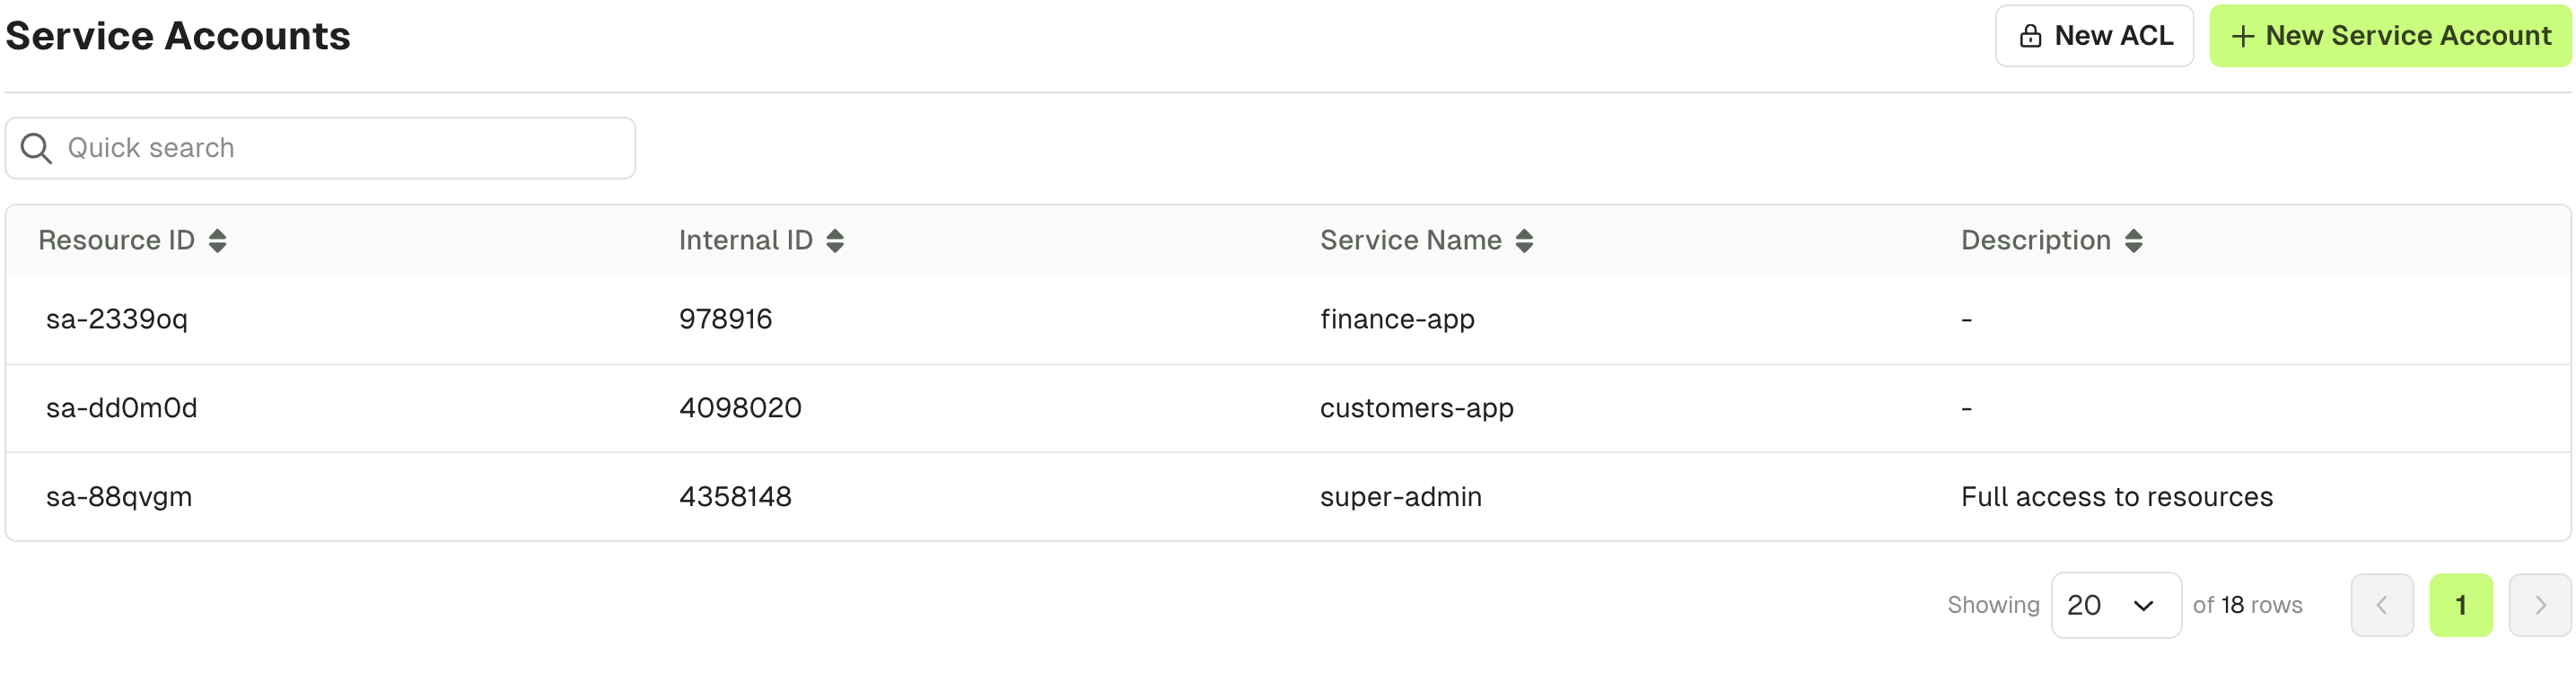 Service Accounts
New ACL
+ New Service Account
Quick search
Resource ID Internal ID Service Name Description
sa-2339oq 978916 finance-app -
sa-dd0m0d 4098020 customers-app -
sa-88qvgm 4358148 super-admin Full access to resources
Showing 20 of 18 rows 1